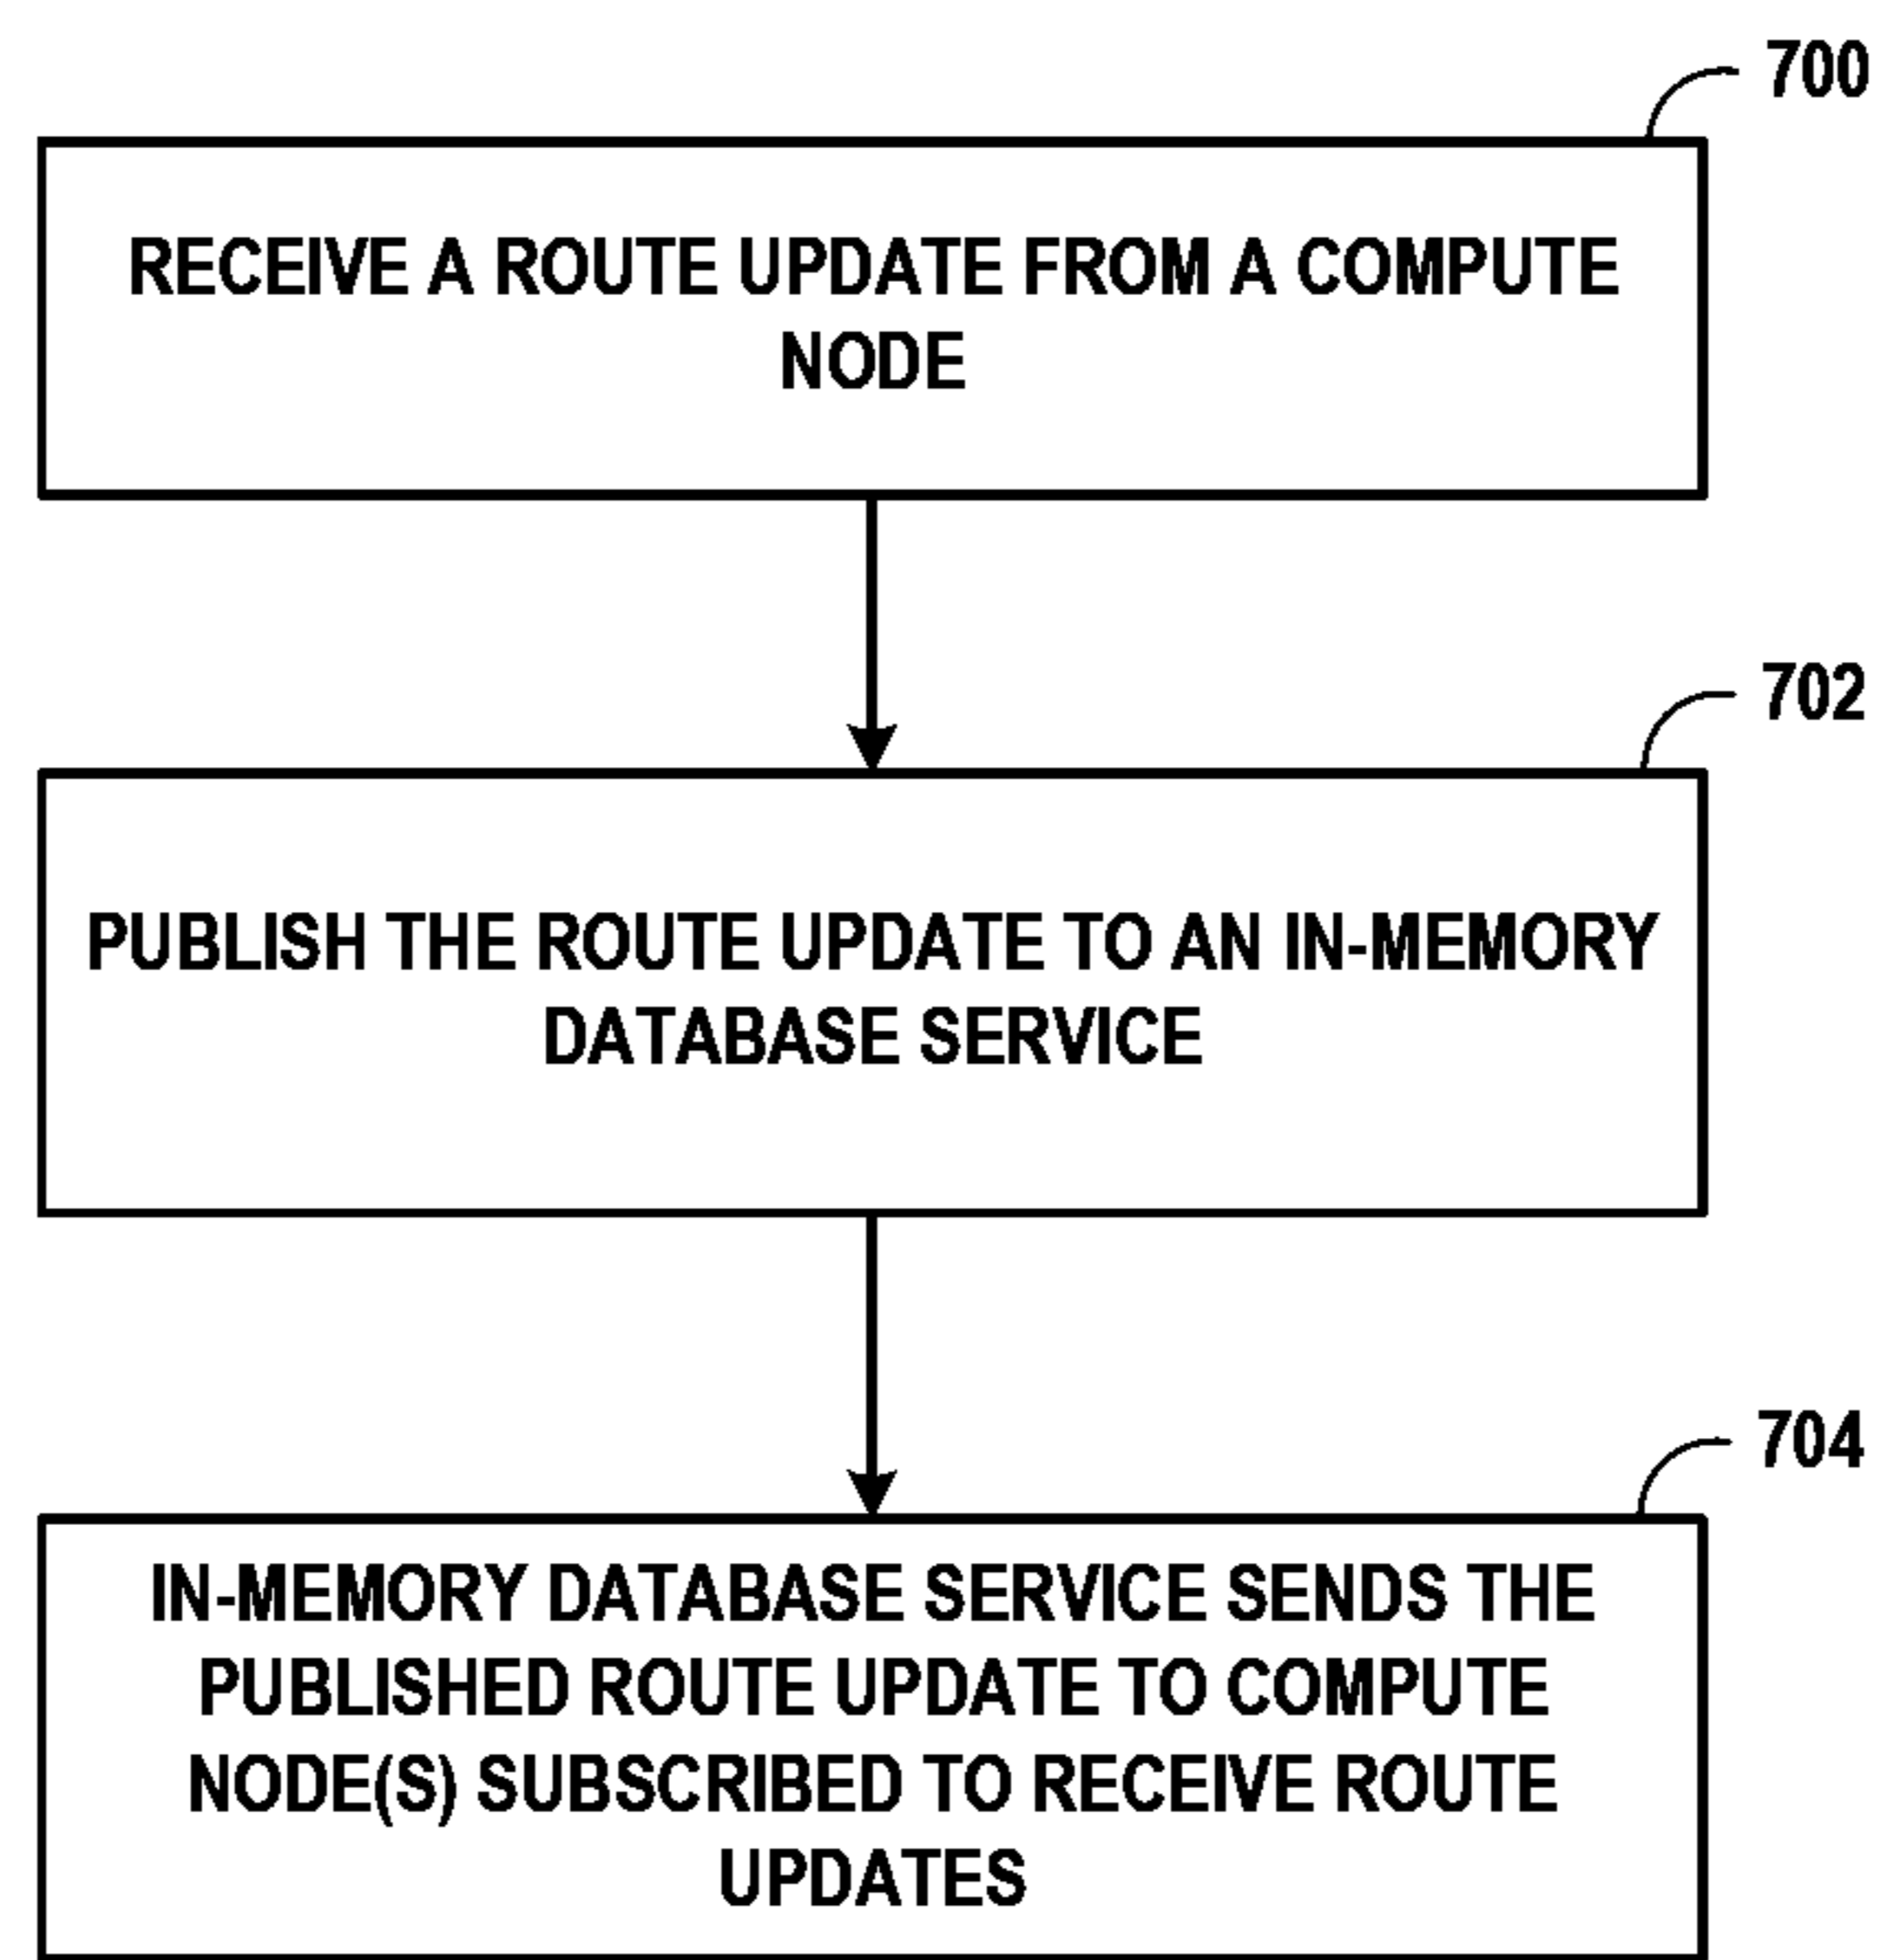 700
RECEIVE A ROUTE UPDATE FROM A COMPUTE
NODE
702
PUBLISH THE ROUTE UPDATE TO AN IN-MEMORY
DATABASE SERVICE
704
IN-MEMORY DATABASE SERVICE SENDS THE
PUBLISHED ROUTE UPDATE TO COMPUTE
NODE(S) SUBSCRIBED TO RECEIVE ROUTE
UPDATES